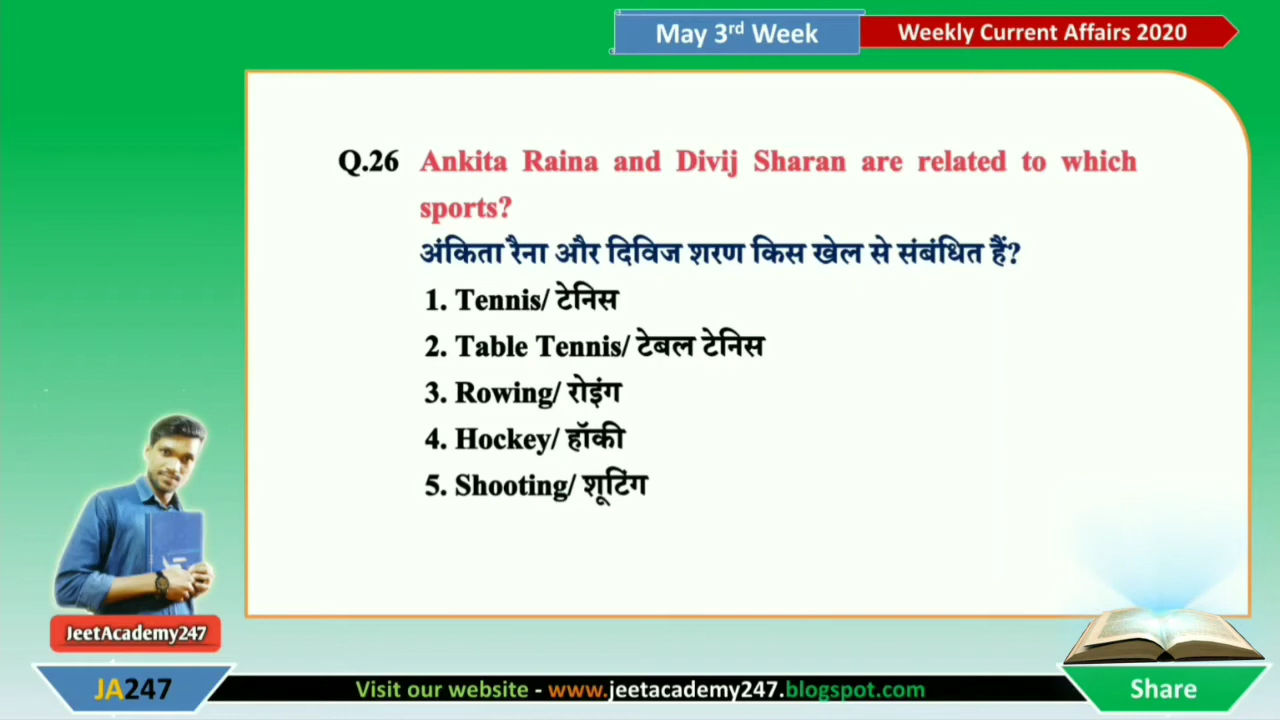 May 3rd Week
Weekly Current Affairs 2020
Q.26 Ankita Raina and Divij Sharan are related to which
sports?
अंकिता रैना और दिविज शरण किस खेल से संबंधित हैं?
1. Tennis/ टेनिस
2. Table Tennis/ टेबल टेनिस
3. Rowing/ रोइंग
4. Hockey/ हॉकी
5. Shooting/ शूटिंग
JeetAcademy247
JA247
Visit our website - www.jeetacademy247.blogspot.com
Share